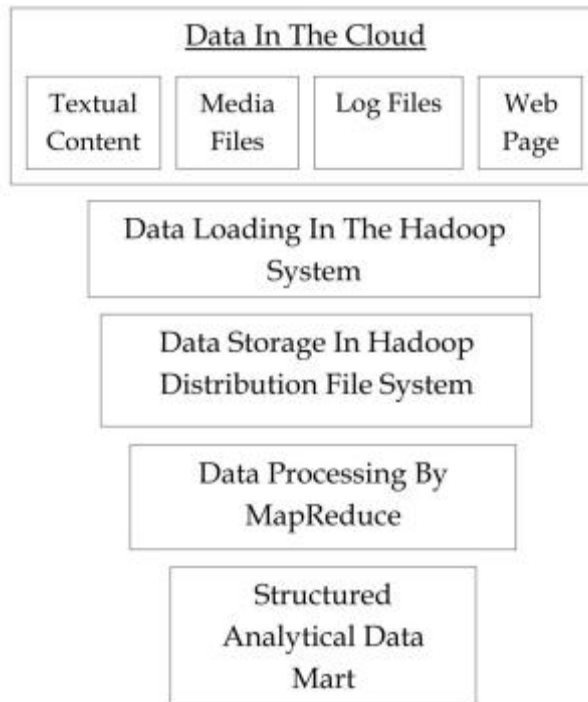 Data In The Cloud
Textual
Content
Media
Files
Log Files
Web
Page
Data Loading In The Hadoop
System
Data Storage In Hadoop
Distribution File System
Data Processing By
MapReduce
Structured
Analytical Data
Mart